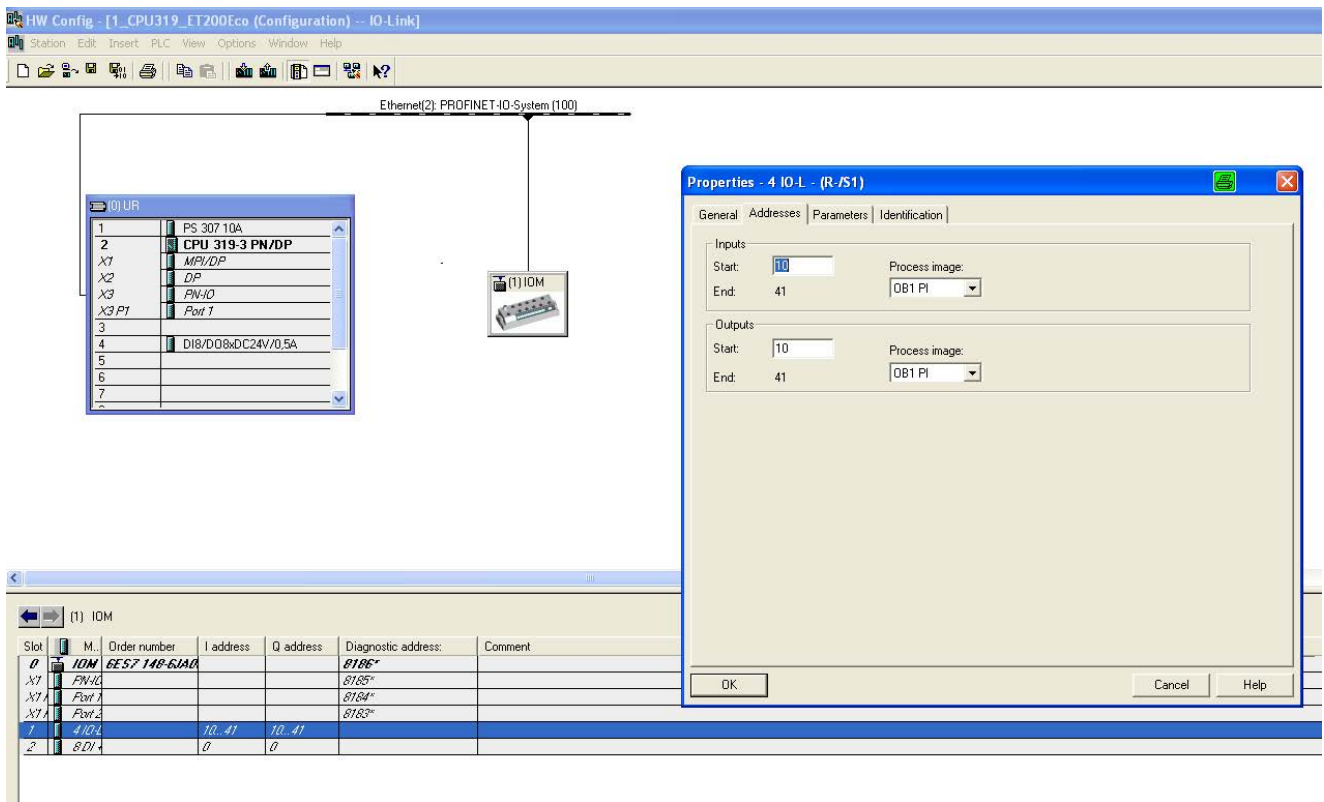 HW Config - [1_CPU319_ET200Eco (Configuration) -- IO-Link]
Station Edit Insert PLC View Options Window Help
Ethernet(2): PROFINET-IO-System (100)
(0) UR
1 PS 307 10A
2 CPU 319-3 PN/DP
X1 MPI/DP
X2 DP
X3 PN-IO
X3 P1 Port 1
3
4 DI8/DO8xDC24V/0,5A
5
6
7
(1) IOM
Properties - 4 IO-L - (R-/S1)
General Addresses Parameters Identification
Inputs
Start: 10 Process image:
End: 41 OB1 PI
Outputs
Start: 10 Process image:
End: 41 OB1 PI
OK Cancel Help
(1) IOM
Slot M.. Order number I address Q address Diagnostic address: Comment
0 IOM 6ES7 148-6JA0 8186*
X1 PN-IO 8185*
X1 Port 1 8184*
X1 Port 2 8183*
1 4 IO-L 10..41 10..41
2 8 DI + 0 0